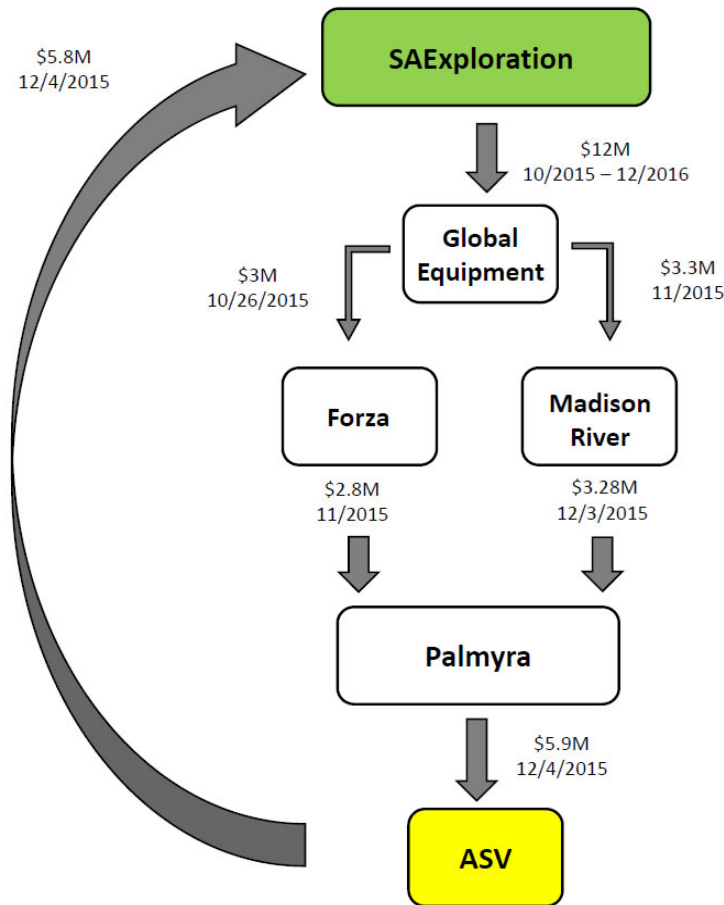 $5.8M
12/4/2015
SAExploration
$12M
10/2015 – 12/2016
Global
Equipment
$3M
10/26/2015
$3.3M
11/2015
Forza
Madison
River
$2.8M
11/2015
$3.28M
12/3/2015
Palmyra
$5.9M
12/4/2015
ASV